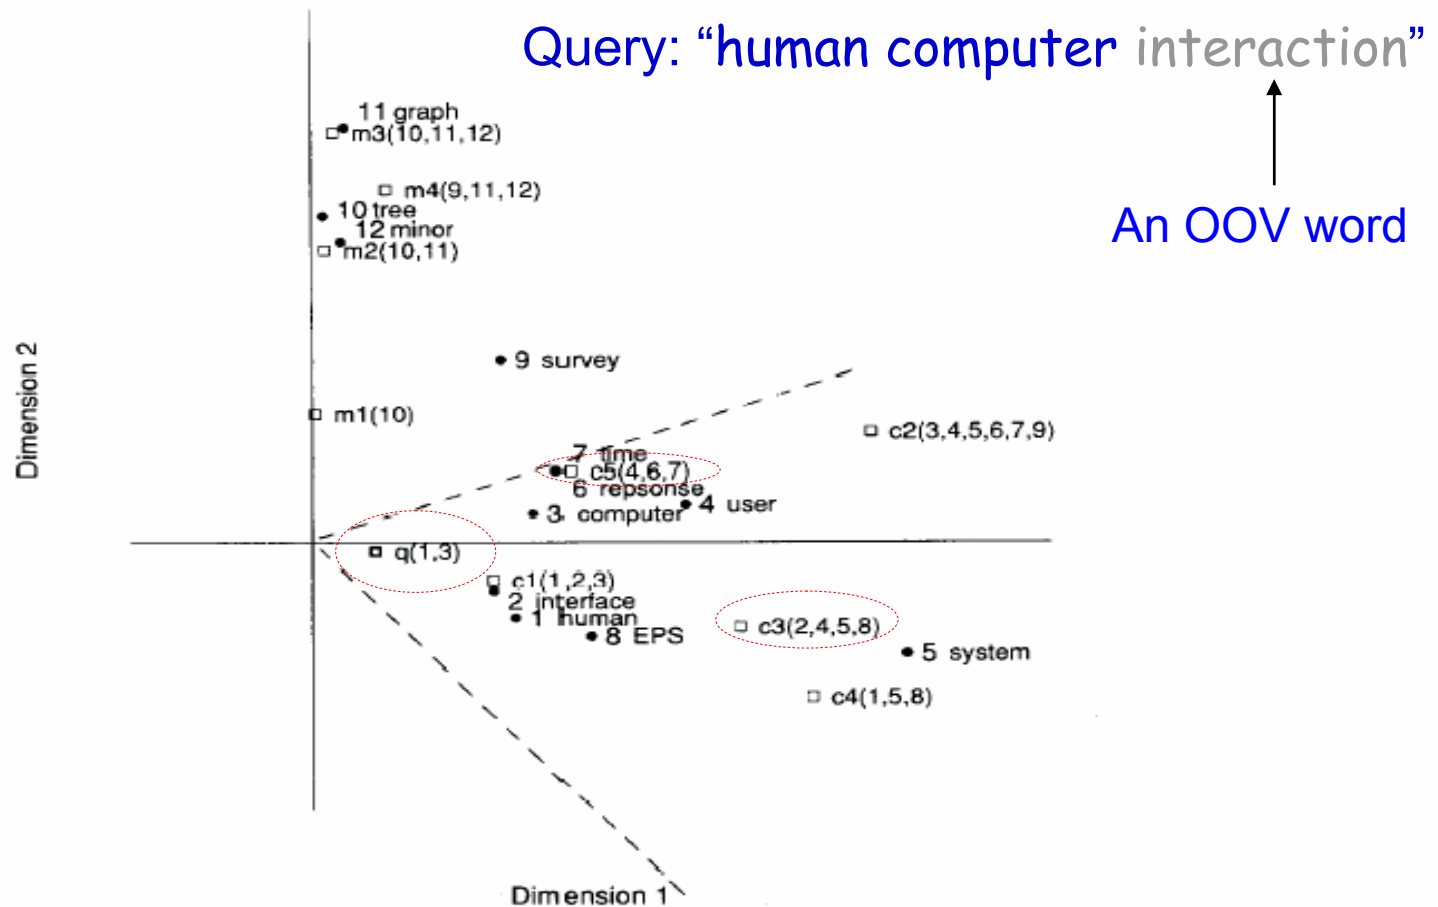 Query: “human computer interaction”
An OOV word
11 graph
m3(10,11,12)
m4(9,11,12)
10 tree
12 minor
m2(10,11)
9 survey
m1(10)
c2(3,4,5,6,7,9)
7 time
c5(4,6,7)
6 repsonse
4 user
3 computer
q(1,3)
c1(1,2,3)
2 interface
1 human
8 EPS
c3(2,4,5,8)
5 system
c4(1,5,8)
Dimension 2
Dimension 1